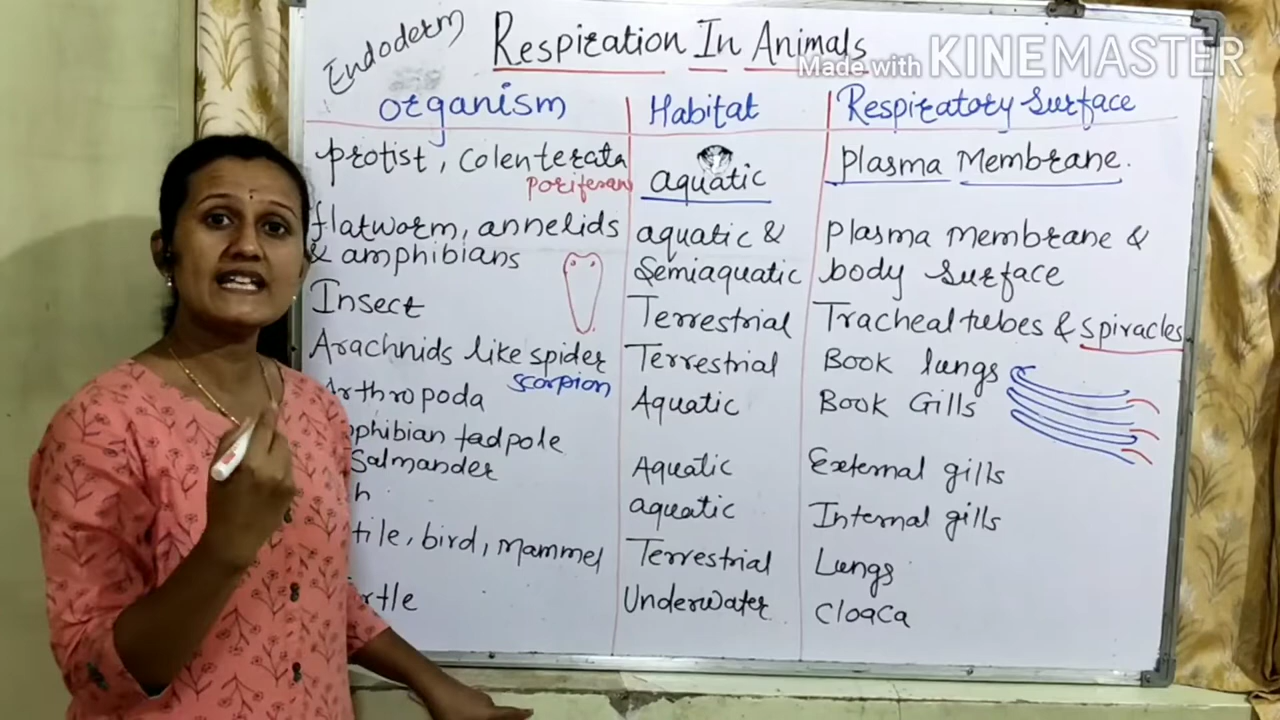 Endoderm
Respiration In Animals
Made with KINEMASTER
Organism Habitat Respiratory Surface
Protist, Colenterata aquatic Plasma Membrane.
poriferans
flatworm, annelids aquatic & Plasma Membrane &
& amphibians Semiaquatic body Surface
Insect Terrestrial Tracheal tubes & spiracles
Arachnids like spider Terrestrial Book lungs
scorpion
Arthropoda Aquatic Book Gills
phibian tadpole
Salmander Aquatic External gills
h aquatic Internal gills
tile, bird, mammel Terrestrial Lungs
rtle Underwater Cloaca